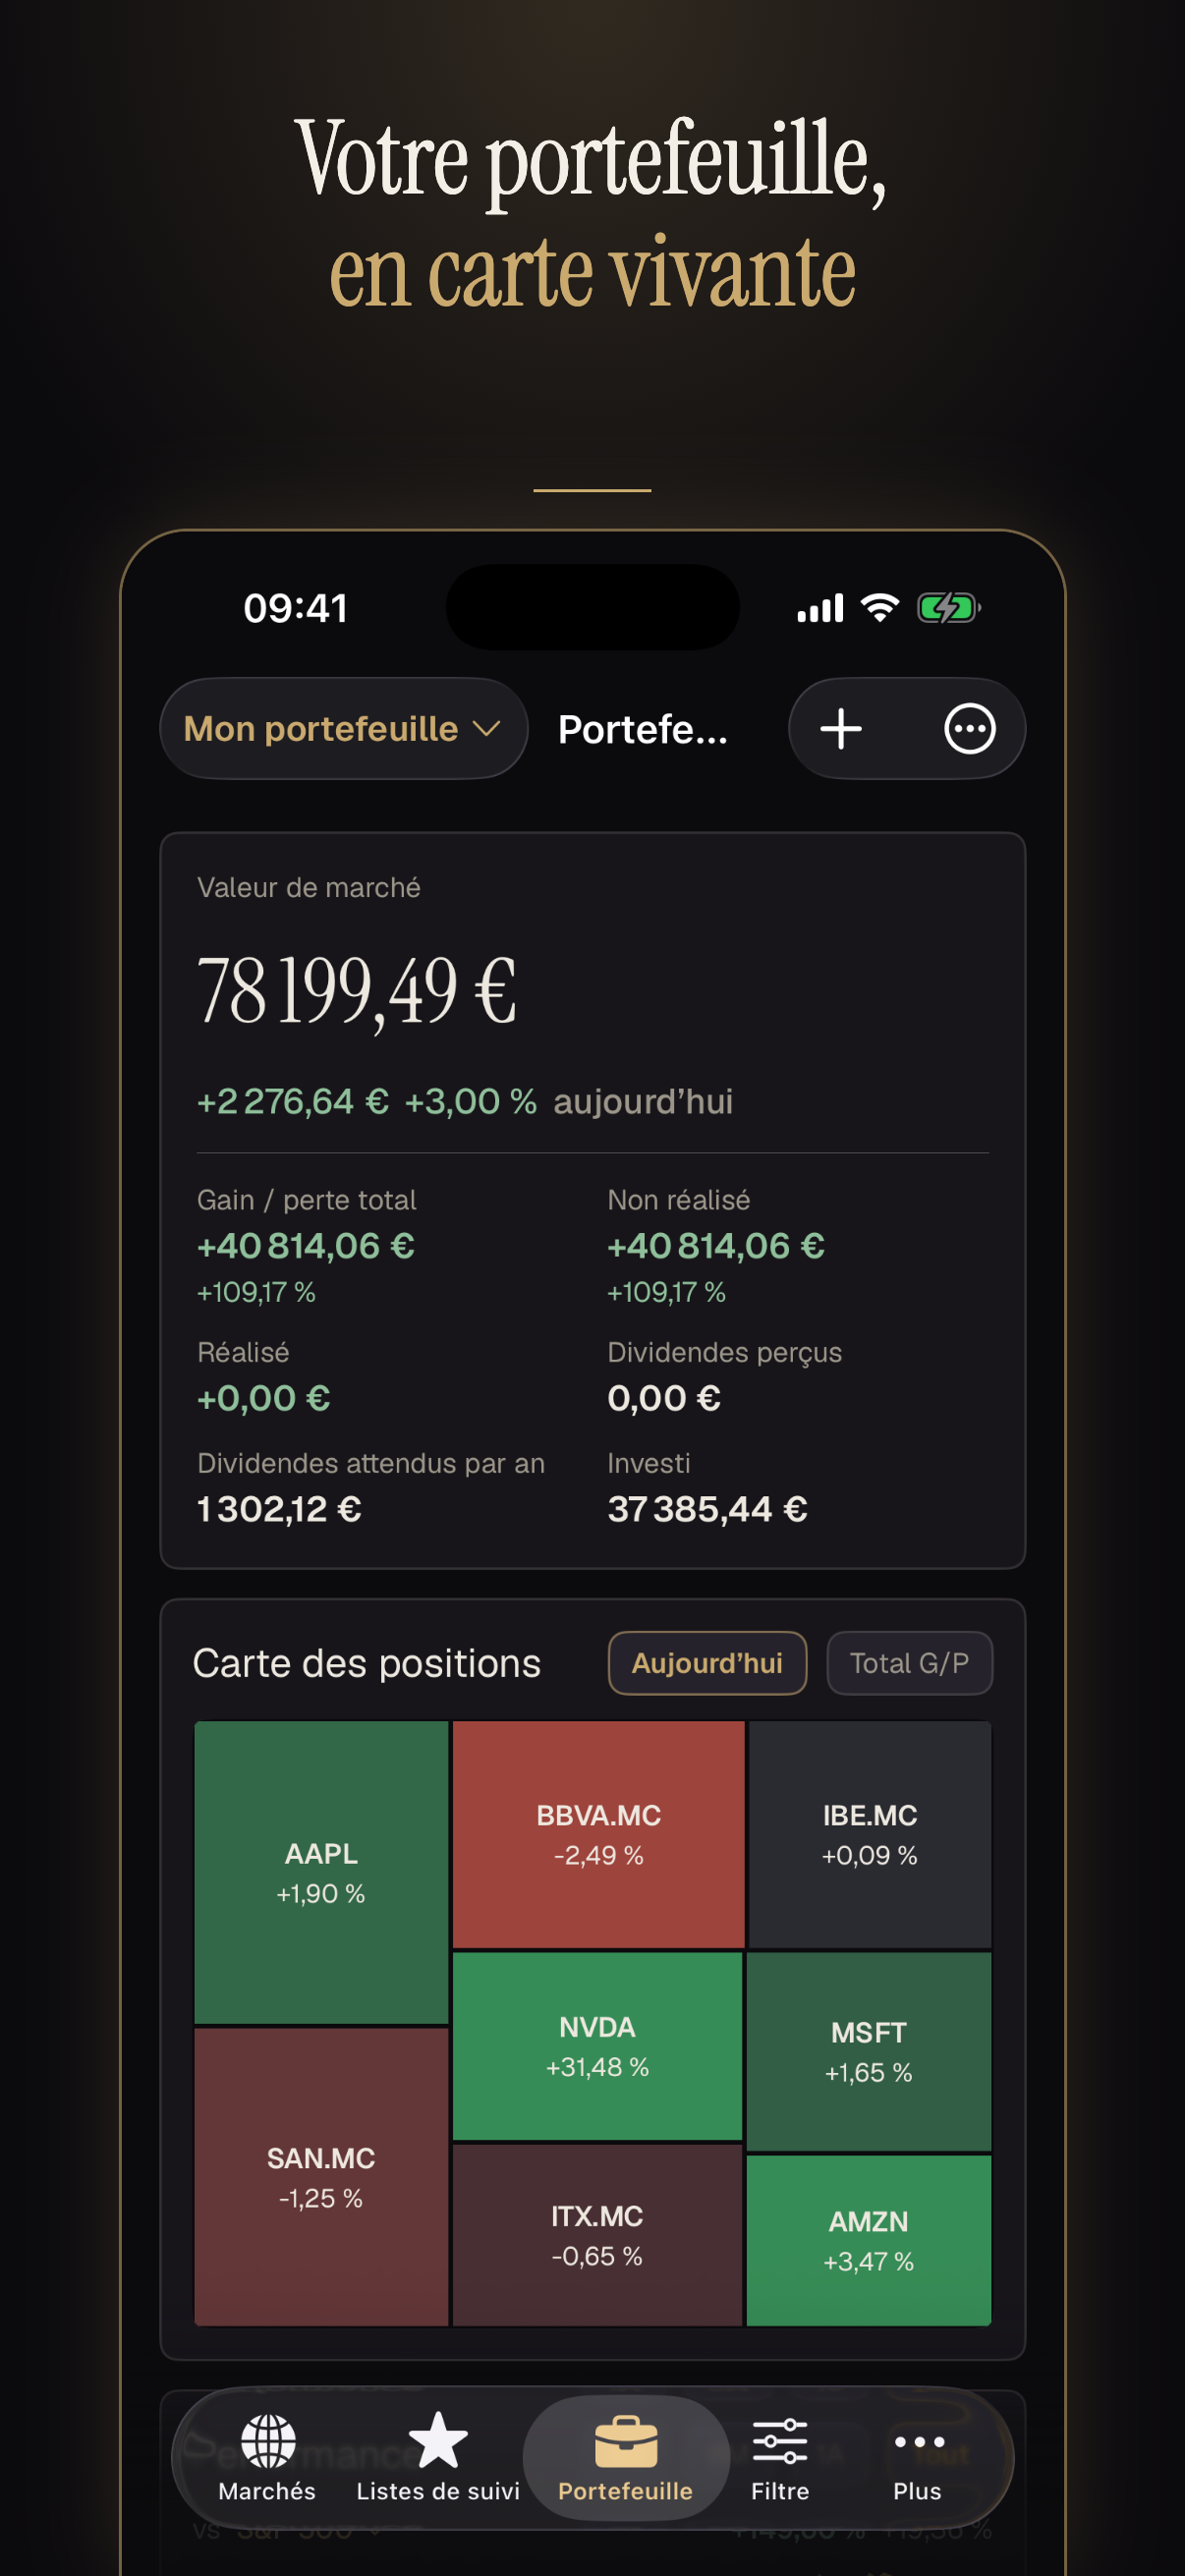 Votre portefeuille,
en carte vivante
09:41
Mon portefeuille
Portefe...
Valeur de marché
78 199,49 €
+2 276,64 € +3,00 % aujourd’hui
Gain / perte total
Non réalisé
+40 814,06 €
+40 814,06 €
+109,17 %
+109,17 %
Réalisé
Dividendes perçus
+0,00 €
0,00 €
Dividendes attendus par an
Investi
1 302,12 €
37 385,44 €
Carte des positions
Aujourd’hui
Total G/P
AAPL
+1,90 %
BBVA.MC
-2,49 %
IBE.MC
+0,09 %
NVDA
+31,48 %
MSFT
+1,65 %
SAN.MC
-1,25 %
ITX.MC
-0,65 %
AMZN
+3,47 %
Marchés
Listes de suivi
Portefeuille
Filtre
Plus